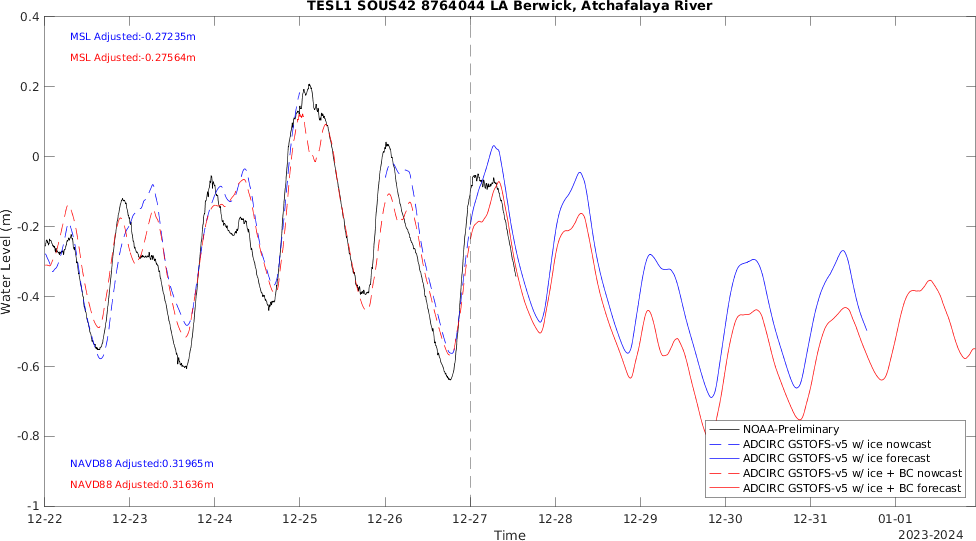 TESL1 SOUS42 8764044 LA Berwick, Atchafalaya River
0.4
MSL Adjusted:-0.27235m
MSL Adjusted:-0.27564m
0.2
0
-0.2
Water Level (m)
-0.4
-0.6
-0.8
NOAA-Preliminary
ADCIRC GSTOFS-v5 w/ ice nowcast
ADCIRC GSTOFS-v5 w/ ice forecast
ADCIRC GSTOFS-v5 w/ ice + BC nowcast
ADCIRC GSTOFS-v5 w/ ice + BC forecast
NAVD88 Adjusted:0.31965m
NAVD88 Adjusted:0.31636m
-1
12-22 12-23 12-24 12-25 12-26 12-27 12-28 12-29 12-30 12-31 01-01
Time
2023-2024